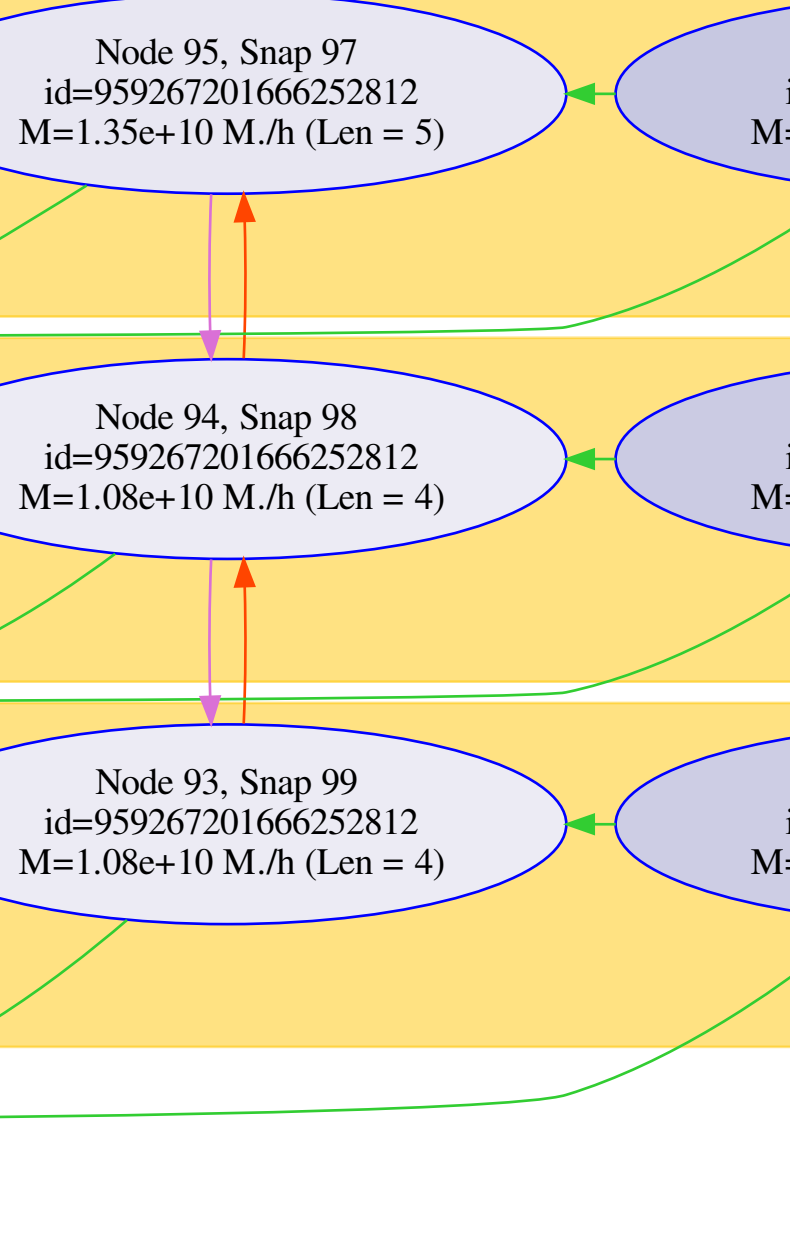 Node 95, Snap 97
id=959267201666252812
M=1.35e+10 M./h (Len = 5)
Node 94, Snap 98
id=959267201666252812
M=1.08e+10 M./h (Len = 4)
Node 93, Snap 99
id=959267201666252812
M=1.08e+10 M./h (Len = 4)